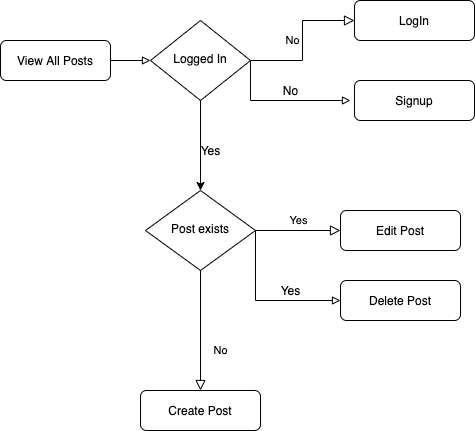 LogIn
No
View All Posts
Logged In
No
Signup
Yes
Post exists
Yes
Edit Post
Yes
Delete Post
No
Create Post